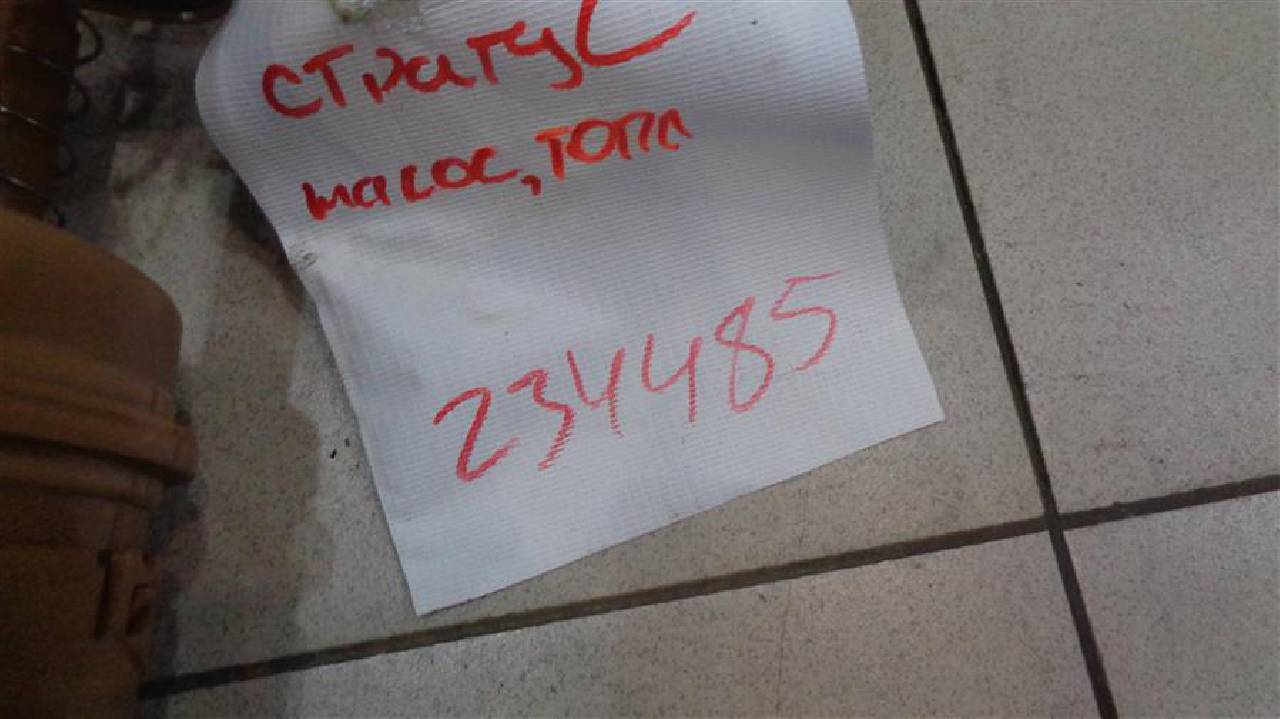 стратус
насос, топл
234485